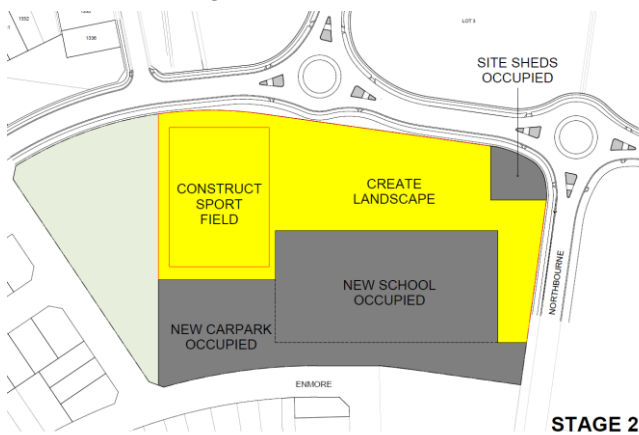 1338
LOT 3
SITE SHEDS
OCCUPIED
CONSTRUCT
SPORT
FIELD
CREATE
LANDSCAPE
NEW SCHOOL
OCCUPIED
NEW CARPARK
OCCUPIED
NORTHBOURNE
ENMORE
STAGE 2